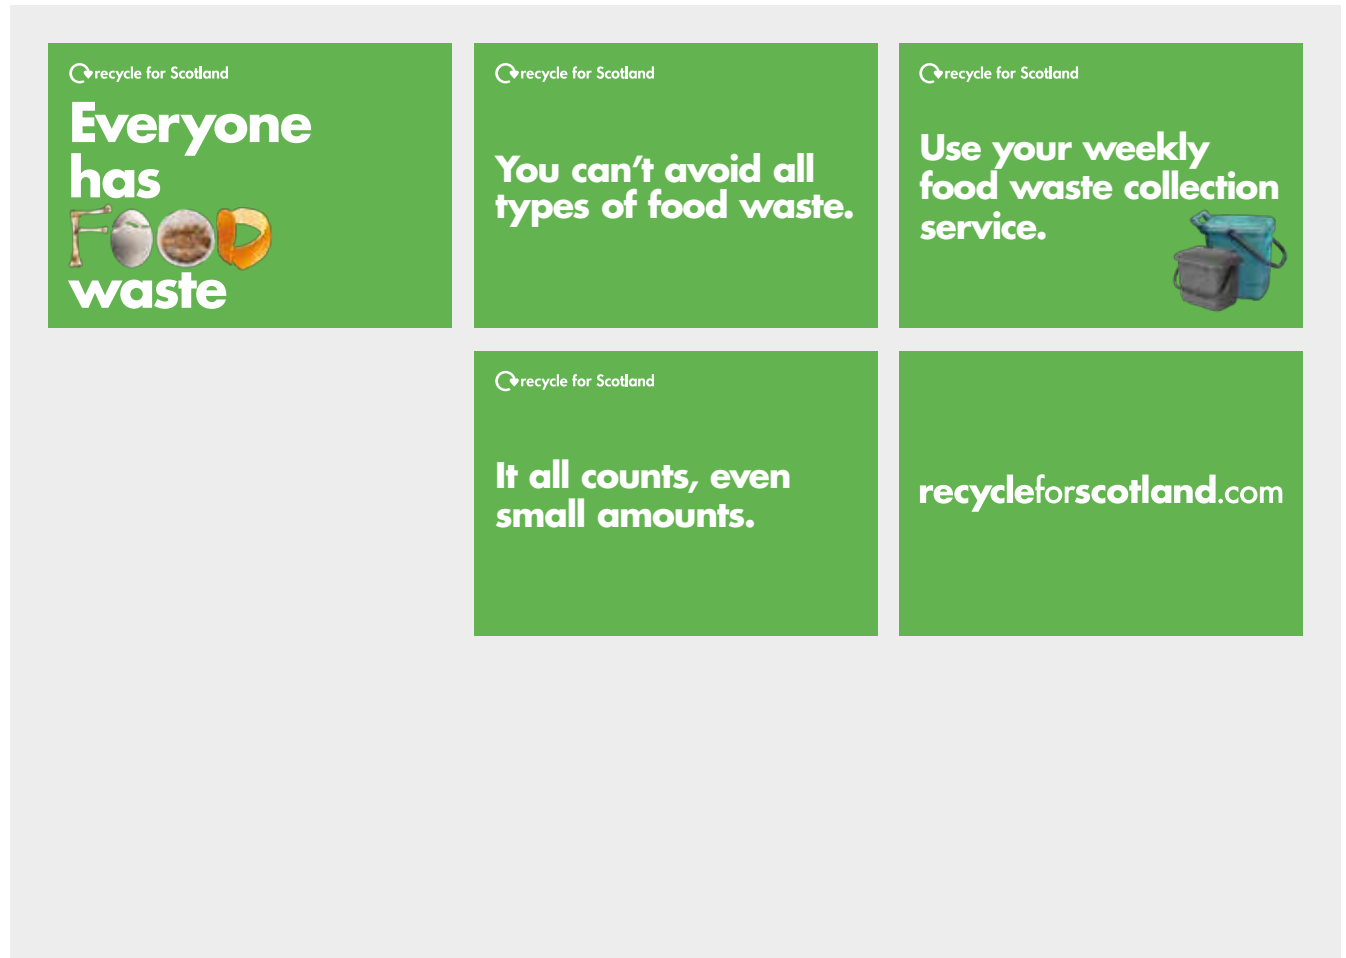 recycle for Scotland
Everyone
has
FOOD
waste
recycle for Scotland
You can't avoid all
types of food waste.
recycle for Scotland
Use your weekly
food waste collection
service.
recycle for Scotland
It all counts, even
small amounts.
recycleforscotland.com